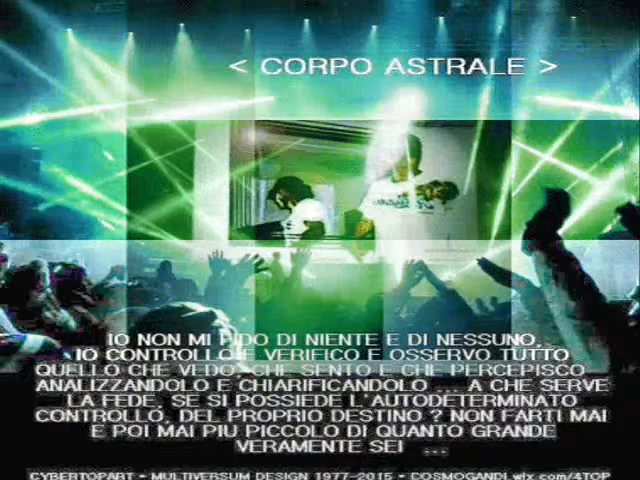 < CORPO ASTRALE >
IO NON MI FIDO DI NIENTE E DI NESSUNO,
IO CONTROLLO E VERIFICO E OSSERVO TUTTO
QUELLO CHE VEDO, CHE SENTO E CHE PERCEPISCO
ANALIZZANDOLO E CHIARIFICANDOLO ... A CHE SERVE
LA FEDE, SE SI POSSIEDE L'AUTODETERMINATO
CONTROLLO, DEL PROPRIO DESTINO ? NON FARTI MAI
E POI MAI PIU PICCOLO DI QUANTO GRANDE
VERAMENTE SEI ...
CYBERTOPART - MULTIVERSUM DESIGN 1977-2015 - COSMOGANDI.wix.com/4TOP